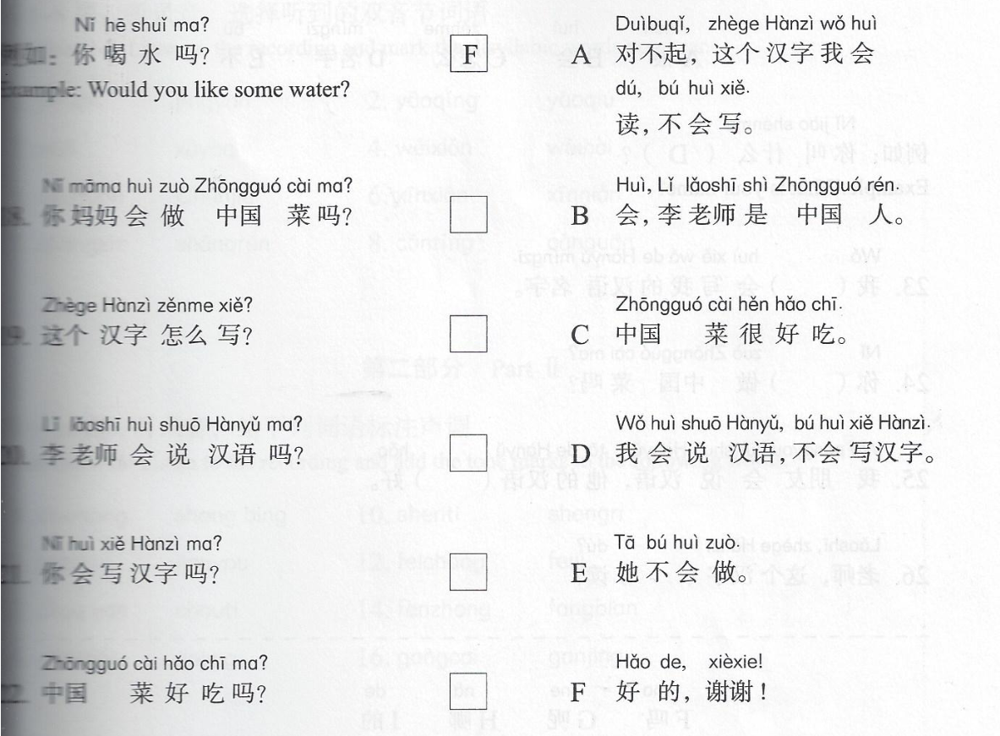 Nǐ hē shuǐ ma?
例如：你 喝 水 吗？ F
Example: Would you like some water?
Nǐ māma huì zuò Zhōngguó cài ma?
18. 你 妈妈 会 做 中国 菜 吗？
Zhège Hànzì zěnme xiě?
19. 这个 汉字 怎么 写？
Lǐ lǎoshī huì shuō Hànyǔ ma?
20. 李 老师 会 说 汉语 吗？
Nǐ huì xiě Hànzì ma?
21. 你 会 写 汉字 吗？
Zhōngguó cài hǎo chī ma?
22. 中国 菜 好 吃 吗？
Duìbuqǐ, zhège Hànzì wǒ huì
A 对不起，这个 汉字 我 会
dú, bú huì xiě.
读，不 会 写。
Huì, Lǐ lǎoshī shì Zhōngguó rén.
B 会，李 老师 是 中国 人。
Zhōngguó cài hěn hǎo chī.
C 中国 菜 很 好 吃。
Wǒ huì shuō Hànyǔ, bú huì xiě Hànzì.
D 我 会 说 汉语，不会 写汉字。
Tā bú huì zuò.
E 她 不 会 做。
Hǎo de, xièxie!
F 好 的，谢谢！